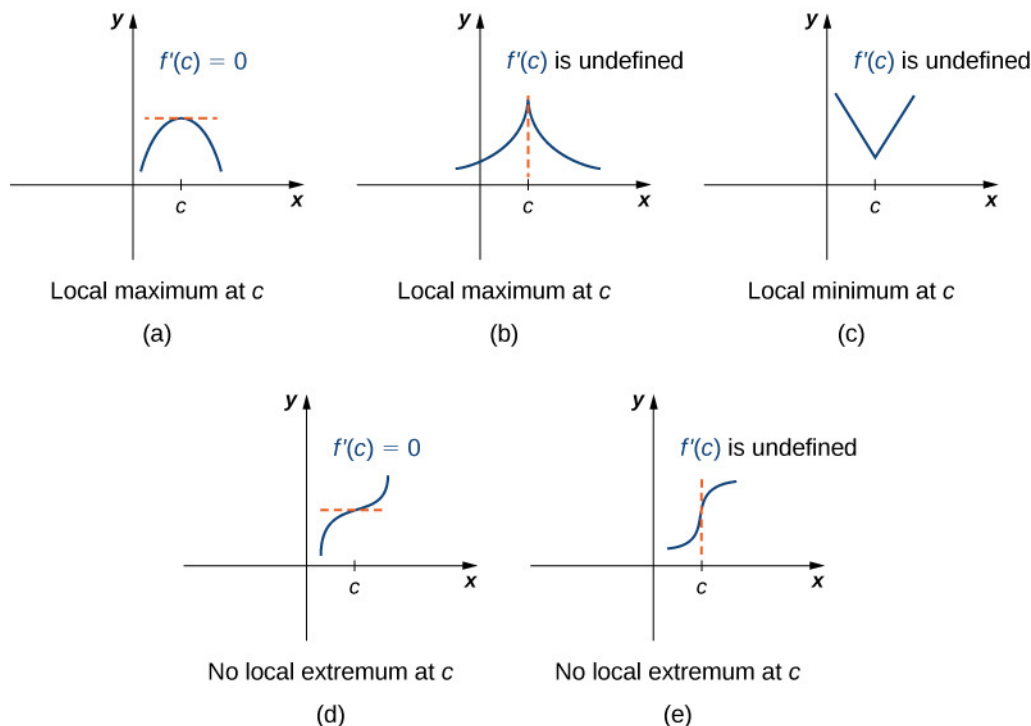 y
f'(c) = 0
x
c
Local maximum at c
(a)
y
f'(c) is undefined
x
c
Local maximum at c
(b)
y
f'(c) is undefined
x
c
Local minimum at c
(c)
y
f'(c) = 0
x
c
No local extremum at c
(d)
y
f'(c) is undefined
x
c
No local extremum at c
(e)